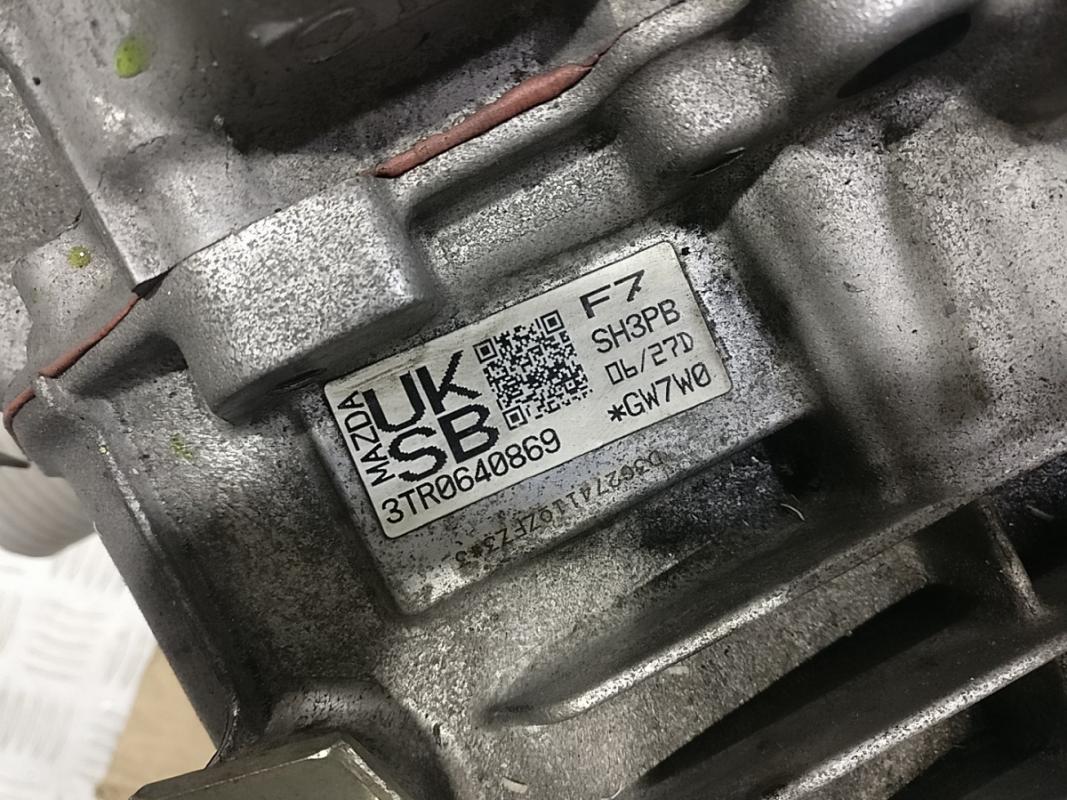 MAZDA
UK
SB
3TR0640869
F7
SH3PB
06/27D
*GW7W0